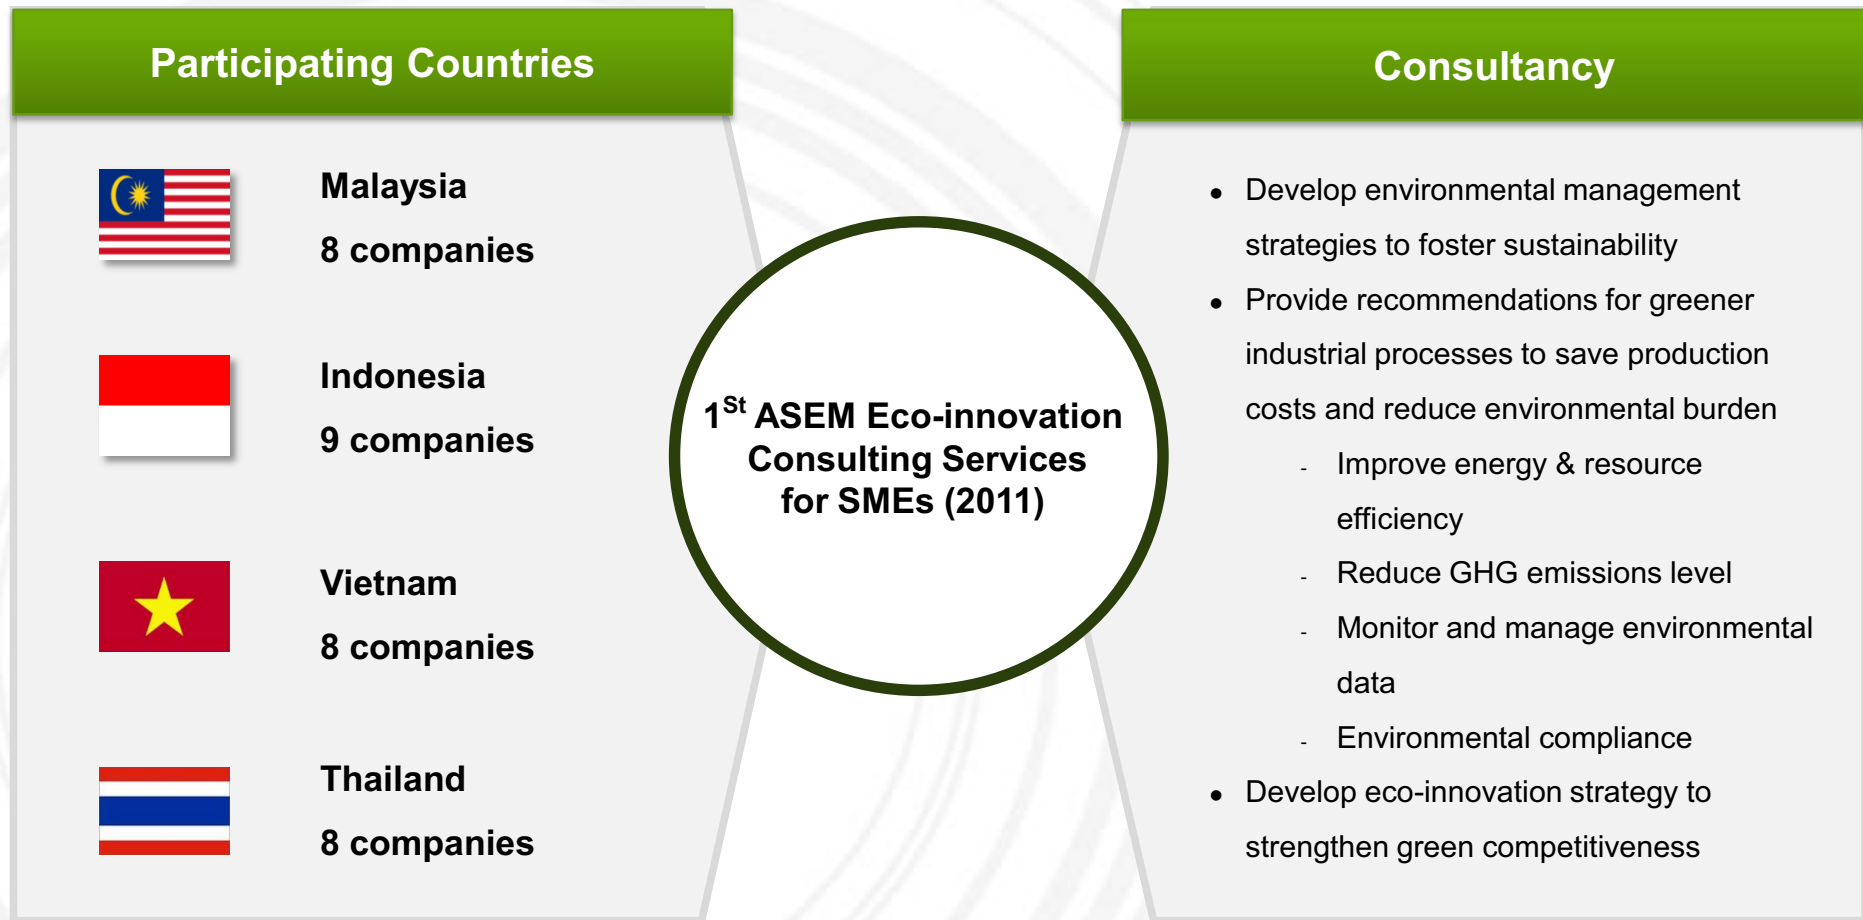 Participating Countries
Malaysia
8 companies
Indonesia
9 companies
Vietnam
8 companies
Thailand
8 companies
1St ASEM Eco-innovation
Consulting Services
for SMEs (2011)
Consultancy
● Develop environmental management
strategies to foster sustainability
● Provide recommendations for greener
industrial processes to save production
costs and reduce environmental burden
- Improve energy & resource
efficiency
- Reduce GHG emissions level
- Monitor and manage environmental
data
- Environmental compliance
● Develop eco-innovation strategy to
strengthen green competitiveness